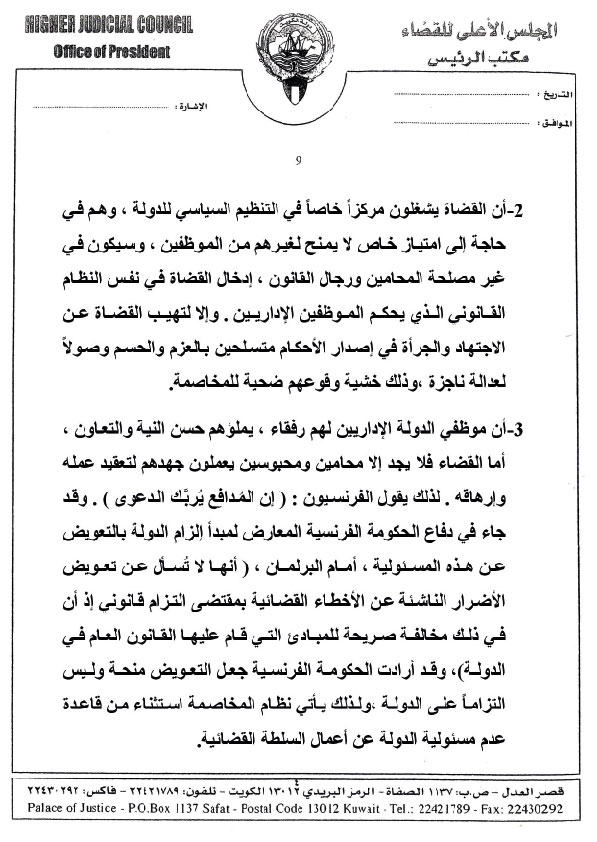 HIGHER JUDICIAL COUNCIL
Office of President
المجلس الأعلى للقضاء
مكتب الرئيس
التاريخ :
الموافق :
الإشارة :
٩
2-أن القضاة يشغلون مركزاً خاصاً في التنظيم السياسي للدولة ، وهم في
حاجة إلى امتياز خاص لا يمنح لغيرهم من الموظفين ، وسيكون في
غير مصلحة المحامين ورجال القانون ، إدخال القضاة في نفس النظام
القانوني الذي يحكم الموظفين الإداريين . وإلا لتهيب القضاة عن
الاجتهاد والجرأة في إصدار الأحكام متسلحين بالعزم والحسم وصولاً
لعدالة ناجزة ،وذلك خشية وقوعهم ضحية للمخاصمة.
3-أن موظفي الدولة الإداريين لهم رفقاء ، يملؤهم حسن النية والتعاون ،
أما القضاء فلا يجد إلا محامين ومحبوسين يعملون جهدهم لتعقيد عمله
وإرهاقه . لذلك يقول الفرنسيون : ( إن المدافع يُربّك الدعوى ) . وقد
جاء في دفاع الحكومة الفرنسية المعارض لمبدأ إلزام الدولة بالتعويض
عن هذه المسئولية ، أمام البرلمان ، ( أنها لا تُسأل عن تعويض
الأضرار الناشئة عن الأخطاء القضائية بمقتضى التزام قانوني إذ أن
في ذلك مخالفة صريحة للمبادئ التي قام عليها القانون العام في
الدولة)، وقد أرادت الحكومة الفرنسية جعل التعويض منحة وليس
التزاماً على الدولة ،ولذلك يأتي نظام المخاصمة استثناء من قاعدة
عدم مسئولية الدولة عن أعمال السلطة القضائية.
قصر العدل - ص.ب: ١١٣٧ الصفاة - الرمز البريدي ١٣٠١٢ الكويت - تلفون: ٢٢٤٢١٧٨٩ - فاكس: ٢٢٤٣٠٢٩٢
Palace of Justice - P.O.Box 1137 Safat - Postal Code 13012 Kuwait - Tel.: 22421789 - Fax: 22430292